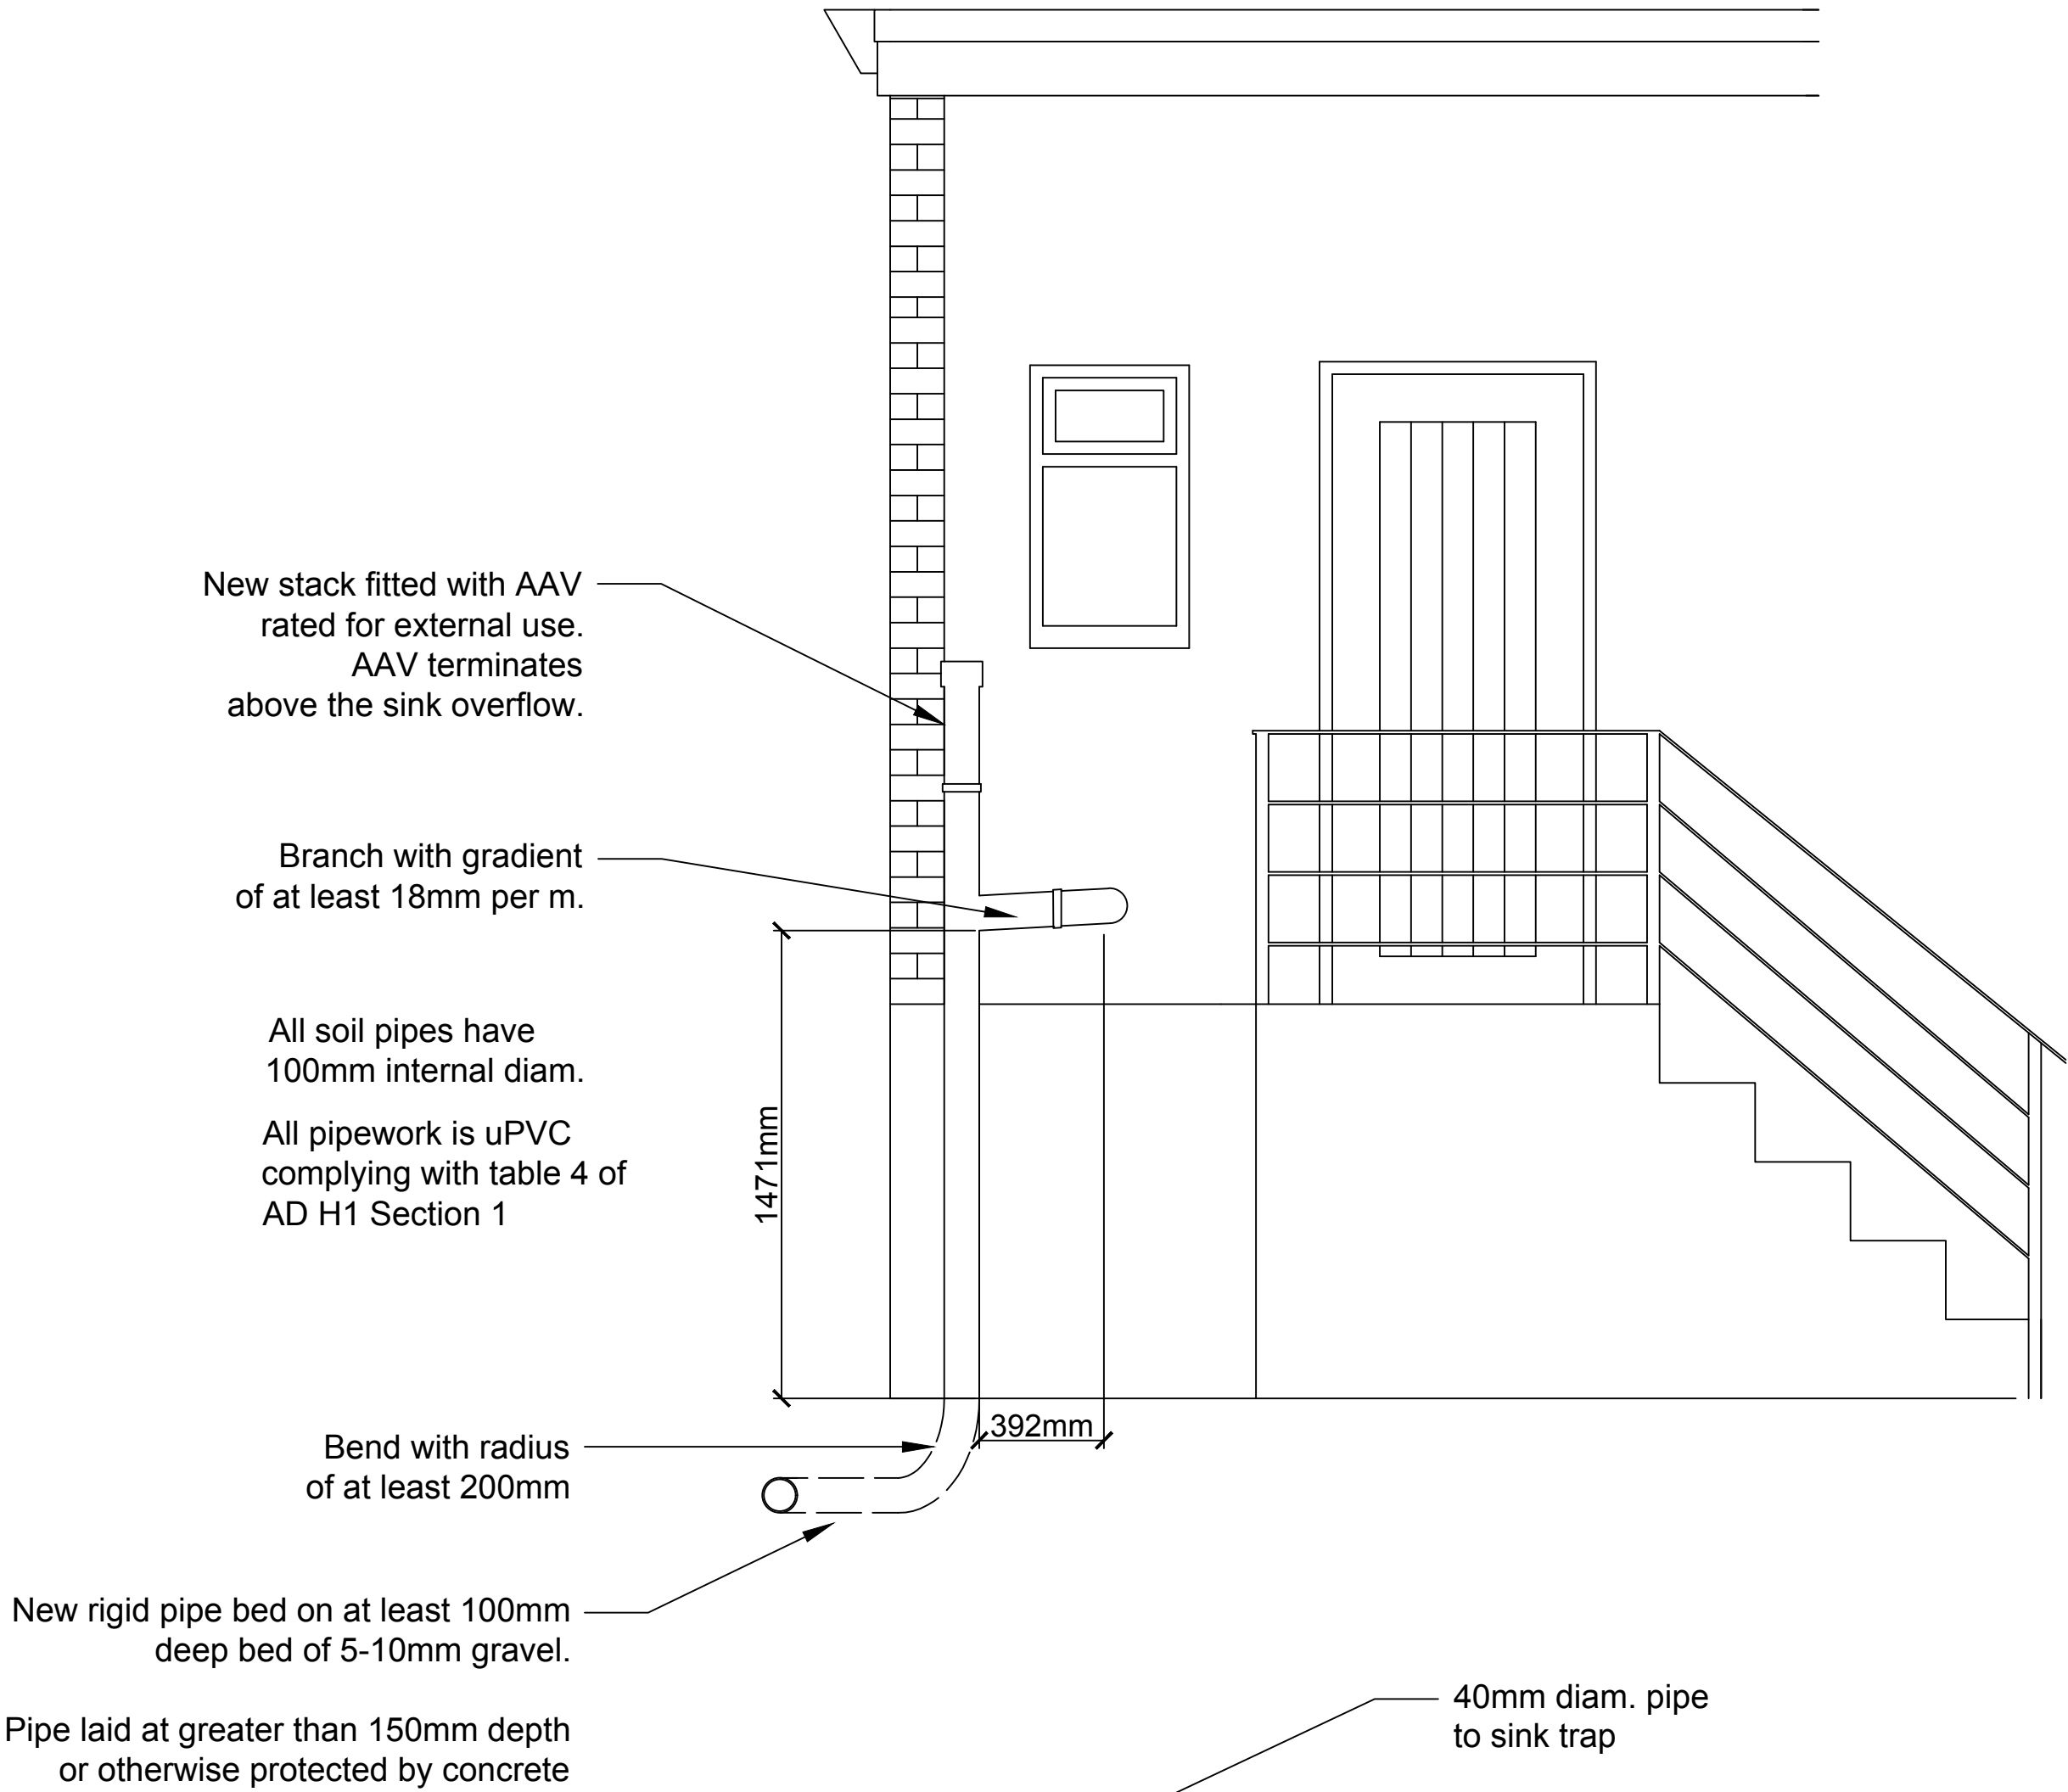 New stack fitted with AAV
rated for external use.
AAV terminates
above the sink overflow.
Branch with gradient
of at least 18mm per m.
All soil pipes have
100mm internal diam.
All pipework is uPVC
complying with table 4 of
AD H1 Section 1
1471mm
392mm
Bend with radius
of at least 200mm
New rigid pipe bed on at least 100mm
deep bed of 5-10mm gravel.
Pipe laid at greater than 150mm depth
or otherwise protected by concrete
40mm diam. pipe
to sink trap